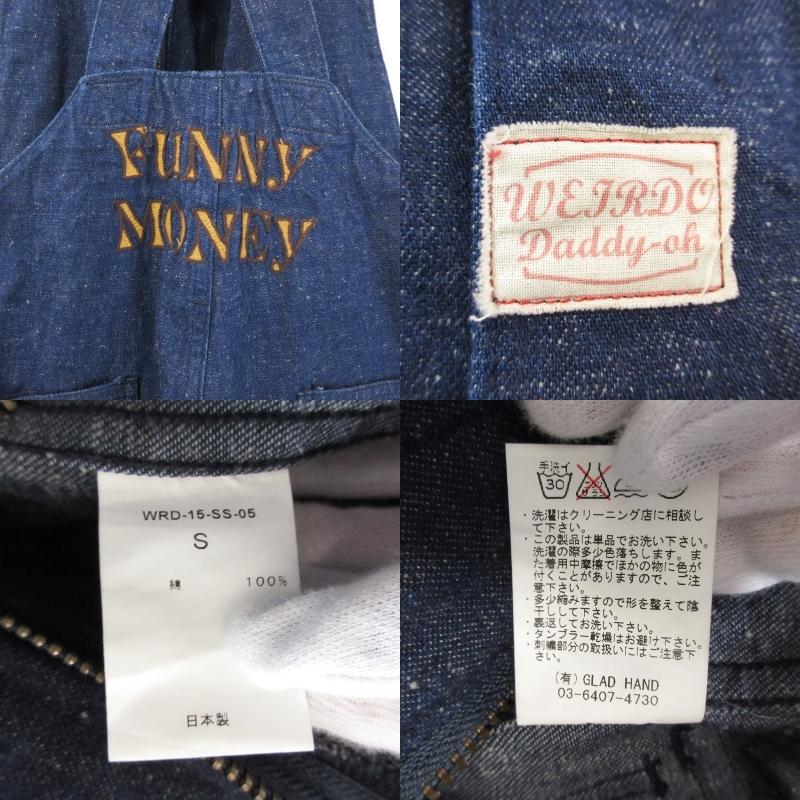 FUNNY
MONEY
WEIRDO
Daddy-oh
WRD-15-SS-05
S
綿 100%
日本製
手洗イ
30
・洗濯はクリーニング店に相談し
て下さい。
・この製品は単品でお洗い下さい。
洗濯の際多少色落ちします。ま
た着用中摩擦でほかの物に色が
付くことがありますので、ご注
意下さい。
・多少縮みますので形を整えて陰
干しして下さい。
・裏返してお洗い下さい。
・タンブラー乾燥はお避け下さい。
・刺繍部分の取扱いにはご注意下
さい。
(有) GLAD HAND
03-6407-4730